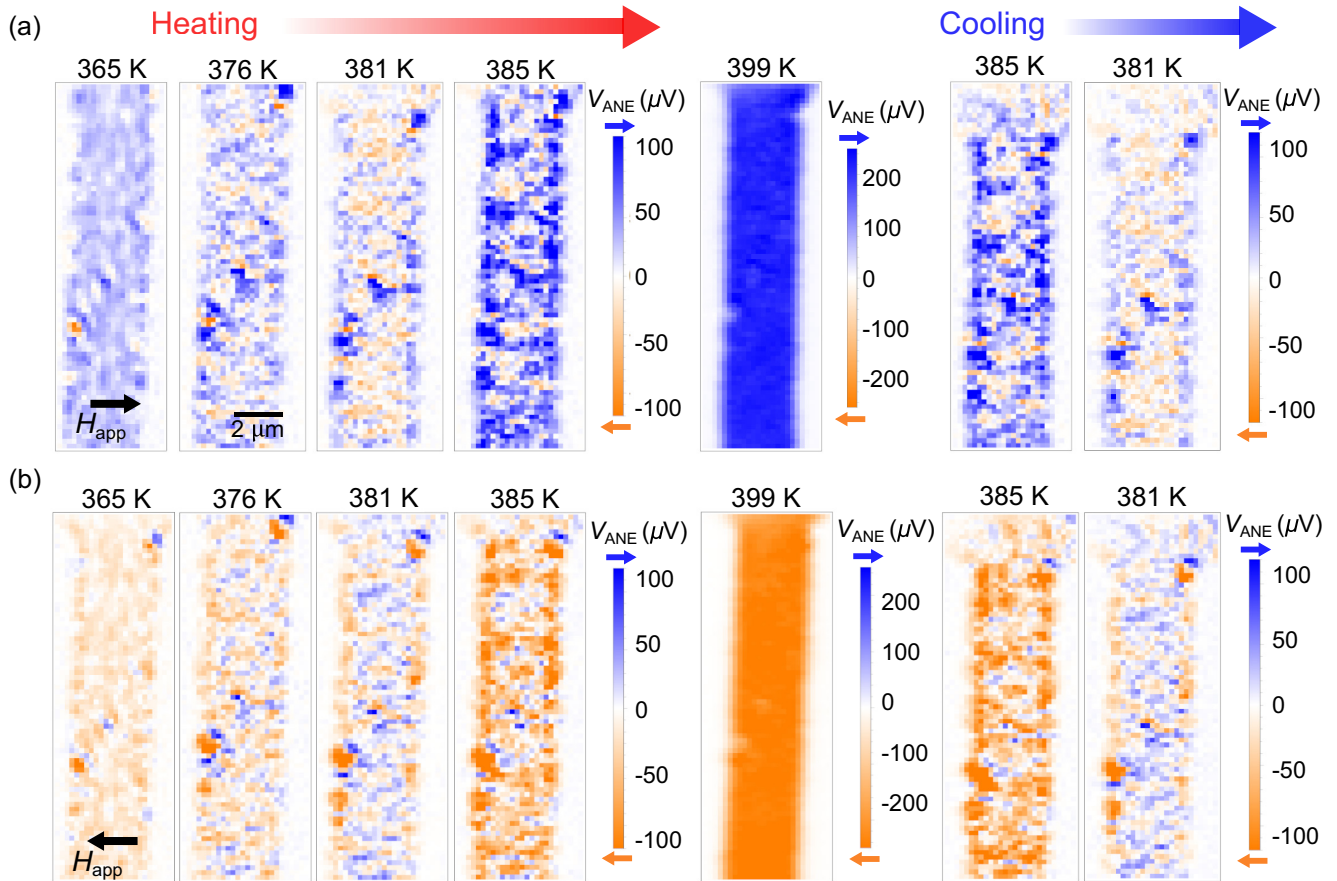 (a)
Heating
Cooling
365 K
376 K
381 K
385 K
399 K
385 K
381 K
V_ANE (µV)
100
50
0
-50
-100
V_ANE (µV)
200
100
0
-100
-200
V_ANE (µV)
100
50
0
-50
-100
H_app
2 µm
(b)
365 K
376 K
381 K
385 K
399 K
385 K
381 K
V_ANE (µV)
100
50
0
-50
-100
V_ANE (µV)
200
100
0
-100
-200
V_ANE (µV)
100
50
0
-50
-100
H_app